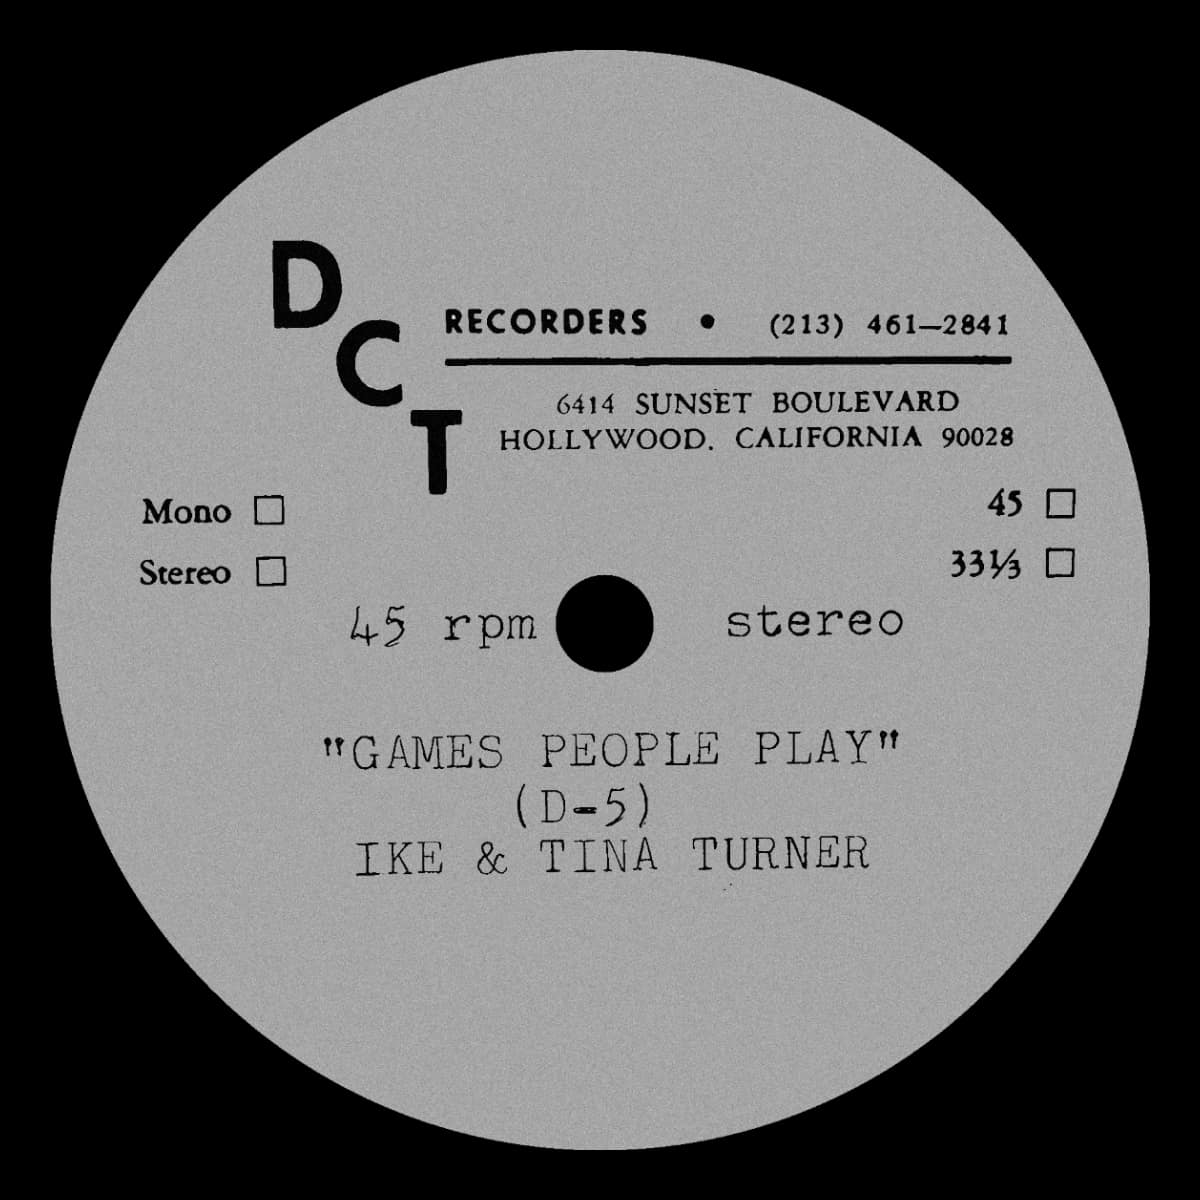 DCT
RECORDERS • (213) 461—2841
6414 SUNSET BOULEVARD
HOLLYWOOD. CALIFORNIA 90028
Mono □ 45 □
Stereo □ 33⅓ □
45 rpm stereo
"GAMES PEOPLE PLAY"
(D-5)
IKE & TINA TURNER